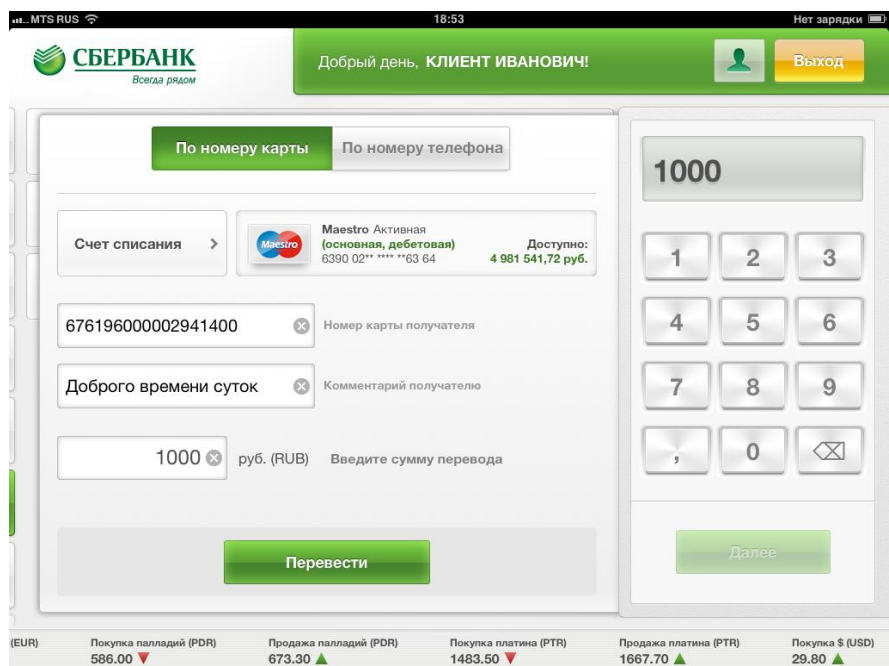 MTS RUS 18:53 Нет зарядки
СБЕРБАНК
Всегда рядом
Добрый день, КЛИЕНТ ИВАНОВИЧ!
Выход
По номеру карты
По номеру телефона
Счет списания
Maestro
Maestro Активная
(основная, дебетовая)
6390 02** **** **63 64
Доступно:
4 981 541,72 руб.
676196000002941400
Номер карты получателя
Доброго времени суток
Комментарий получателю
1000 руб. (RUB) Введите сумму перевода
Перевести
1000
1 2 3
4 5 6
7 8 9
, 0
Далее
(EUR)
Покупка палладий (PDR)
586.00
Продажа палладий (PDR)
673.30
Покупка платина (PTR)
1483.50
Продажа платина (PTR)
1667.70
Покупка $ (USD)
29.80